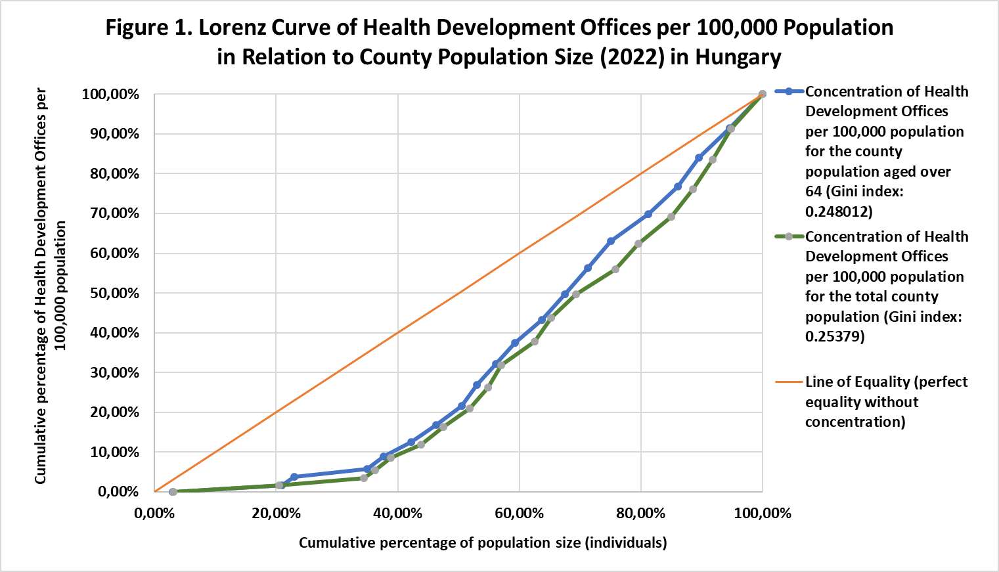 Figure 1. Lorenz Curve of Health Development Offices per 100,000 Population
in Relation to County Population Size (2022) in Hungary
Cumulative percentage of Health Development Offices per
100,000 population
100,00%
90,00%
80,00%
70,00%
60,00%
50,00%
40,00%
30,00%
20,00%
10,00%
0,00%
0,00%
20,00%
40,00%
60,00%
80,00%
100,00%
Cumulative percentage of population size (individuals)
Concentration of Health
Development Offices
per 100,000 population
for the county
population aged over
64 (Gini index:
0.248012)
Concentration of Health
Development Offices
per 100,000 population
for the total county
population (Gini index:
0.25379)
Line of Equality (perfect
equality without
concentration)